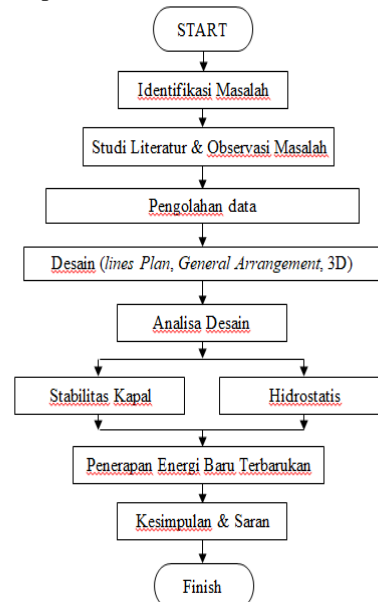 START
Identifikasi Masalah
Studi Literatur & Observasi Masalah
Pengolahan data
Desain (lines Plan, General Arrangement, 3D)
Analisa Desain
Stabilitas Kapal
Hidrostatis
Penerapan Energi Baru Terbarukan
Kesimpulan & Saran
Finish